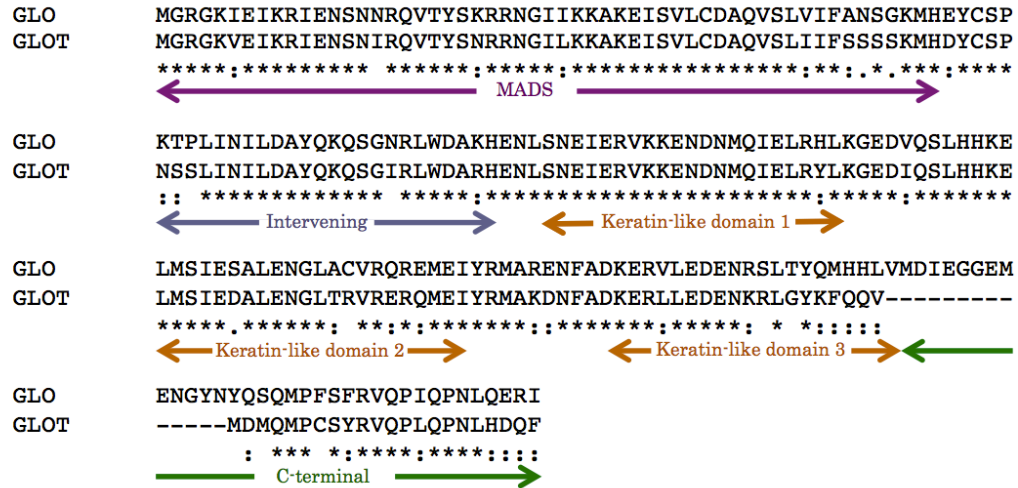 GLO MGRGKIEIKRIENSNNRQVTYSKRRNGIIKKAKEISVLCDAQVSLVIFANSGKMHEYCSP
GLOT MGRGKVEIKRIENSNIRQVTYSNRRNGILKKAKEISVLCDAQVSLIIFSSSSKMHDYCSP
*****:********* ******:*****:****************:**:.*.***:****
MADS
GLO KTPLINILDAYQKQSGNRLWDAKHENLSNEIERVKKENDNMQIELRHLKGEDVQSLHHKE
GLOT NSSLINILDAYQKQSGIRLWDARHENLSNEIERVKKENDNMQIELRYLKGEDIQSLHHKE
:: ************* *****:***********************:*****:*******
Intervening Keratin-like domain 1
GLO LMSIESALENGLACVRQREMEIYRMARENFADKERVLEDENRSLTYQMHHLVMDIEGGEM
GLOT LMSIEDALENGLTRVRERQMEIYRMAKDNFADKERLLEDENKRLGYKFQQV---------
*****.******: **:*:*******::*******:*****: * *:::::
Keratin-like domain 2 Keratin-like domain 3
GLO ENGYNYQSQMPFSFRVQPIQPNLQERI
GLOT -----MDMQMPCSYRVQPLQPNLHDQF
: *** *:****:****::::
C-terminal